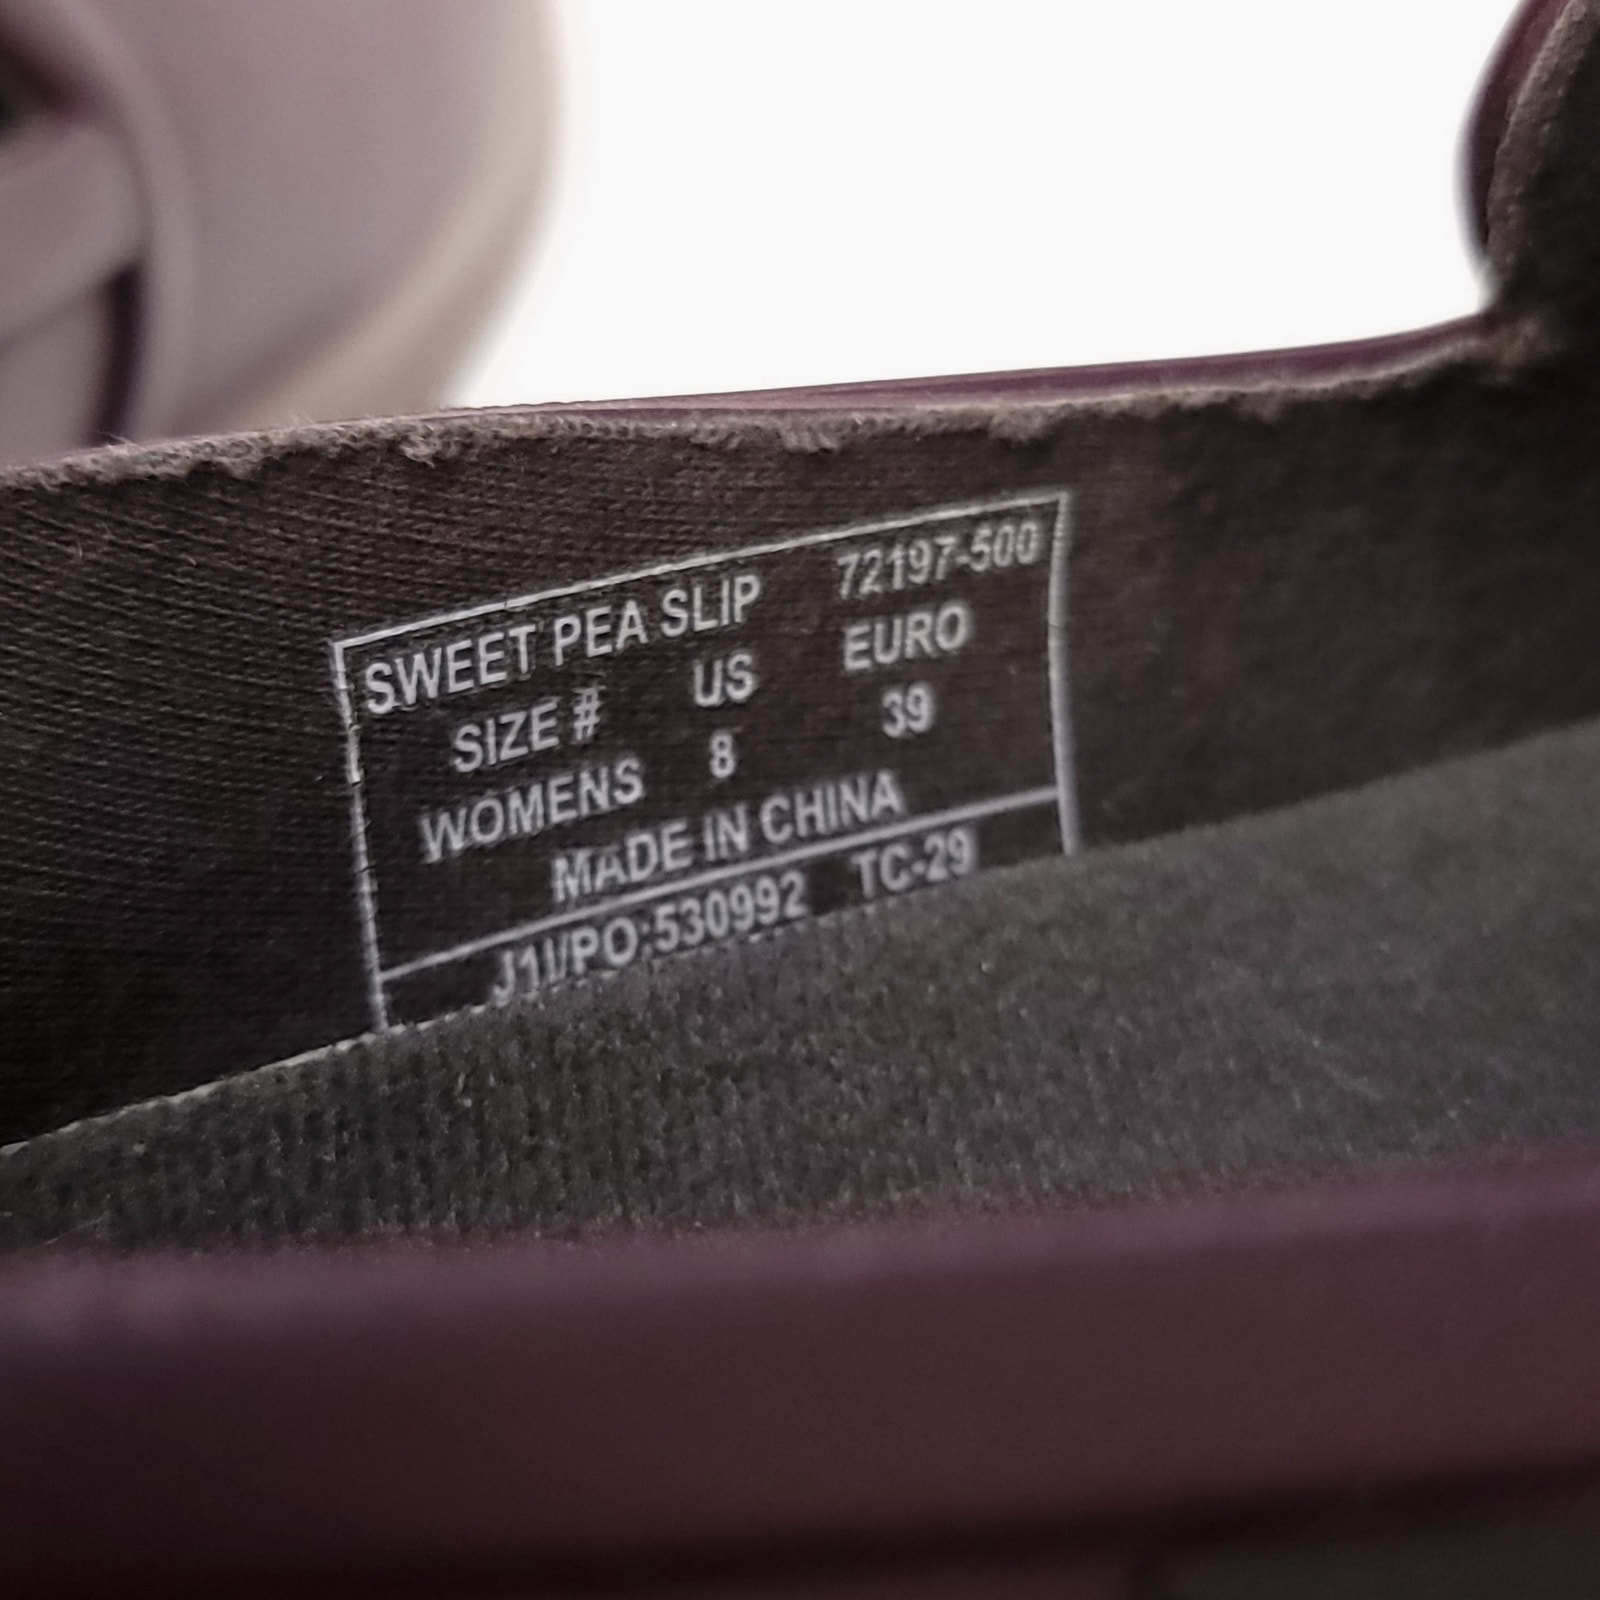 SWEET PEA SLIP 72197-500
SIZE # US EURO
WOMENS 8 39
MADE IN CHINA
J1I/PO:530992 TC-29